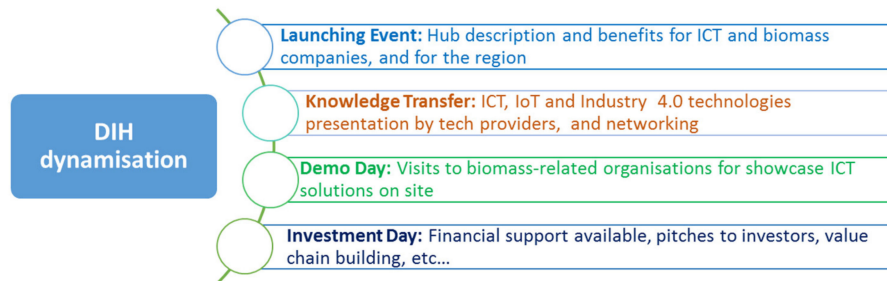 DIH
dynamisation
Launching Event: Hub description and benefits for ICT and biomass
companies, and for the region
Knowledge Transfer: ICT, IoT and Industry 4.0 technologies
presentation by tech providers, and networking
Demo Day: Visits to biomass-related organisations for showcase ICT
solutions on site
Investment Day: Financial support available, pitches to investors, value
chain building, etc...